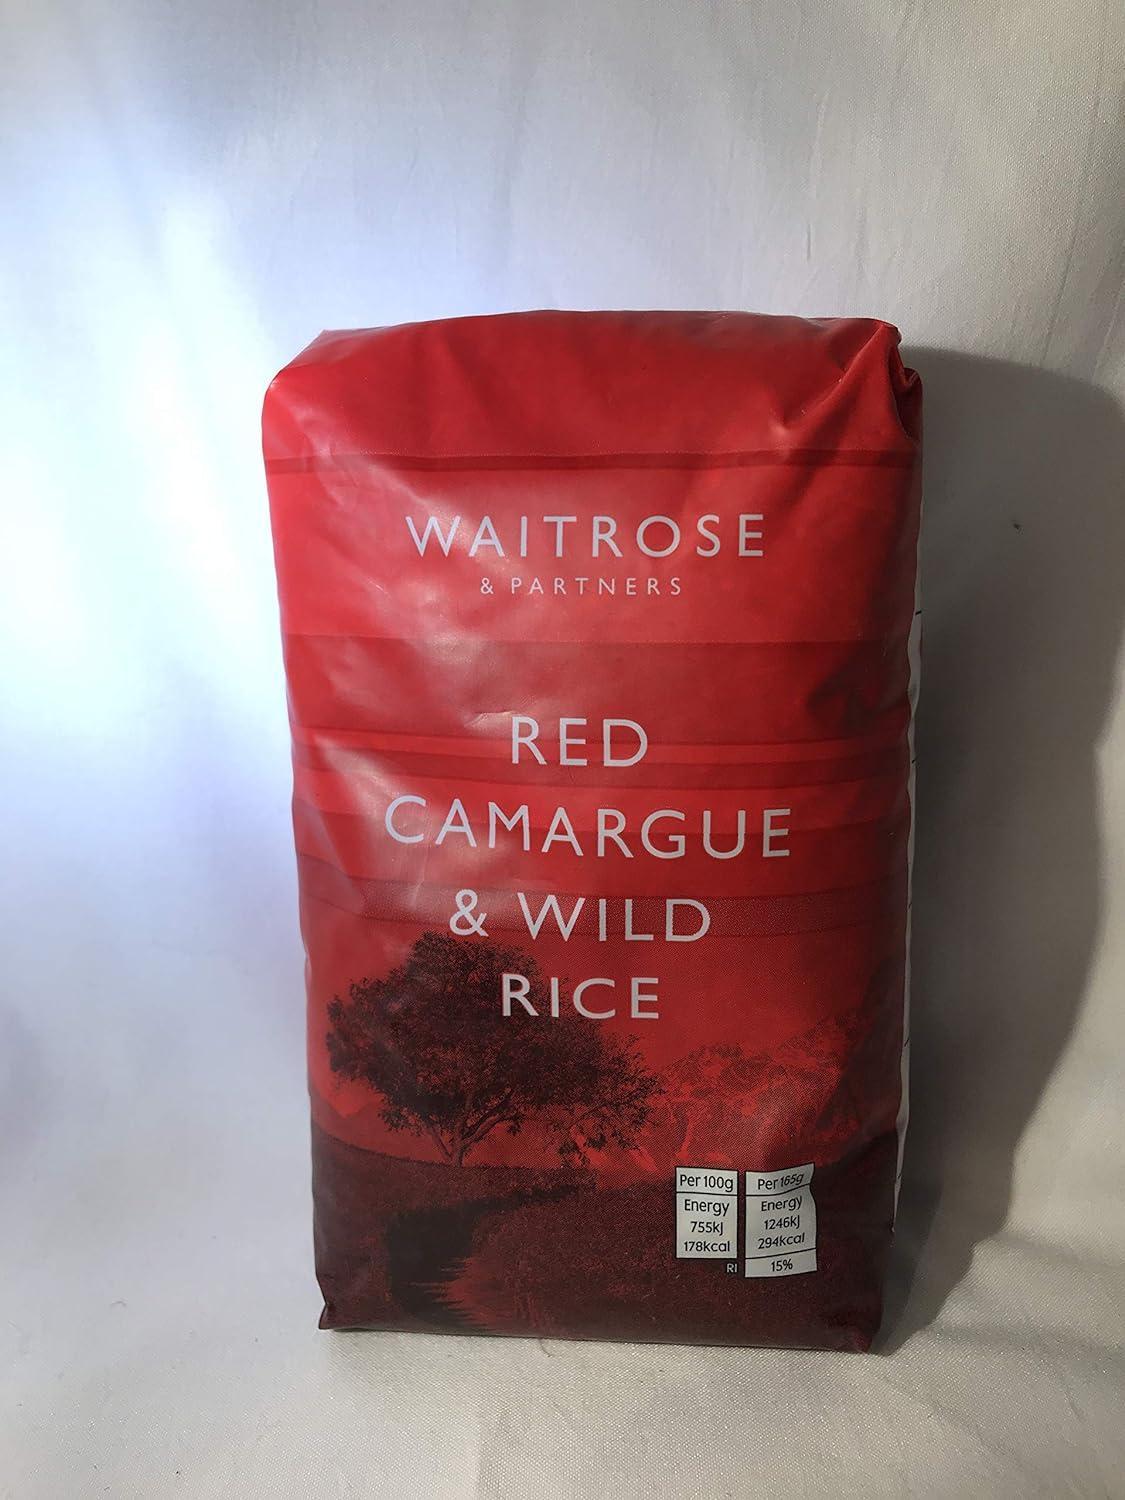 WAITROSE
& PARTNERS
RED
CAMARGUE
& WILD
RICE
Per 100g
Energy
755kJ
178kcal
Per 165g
Energy
1246kJ
294kcal
RI 15%